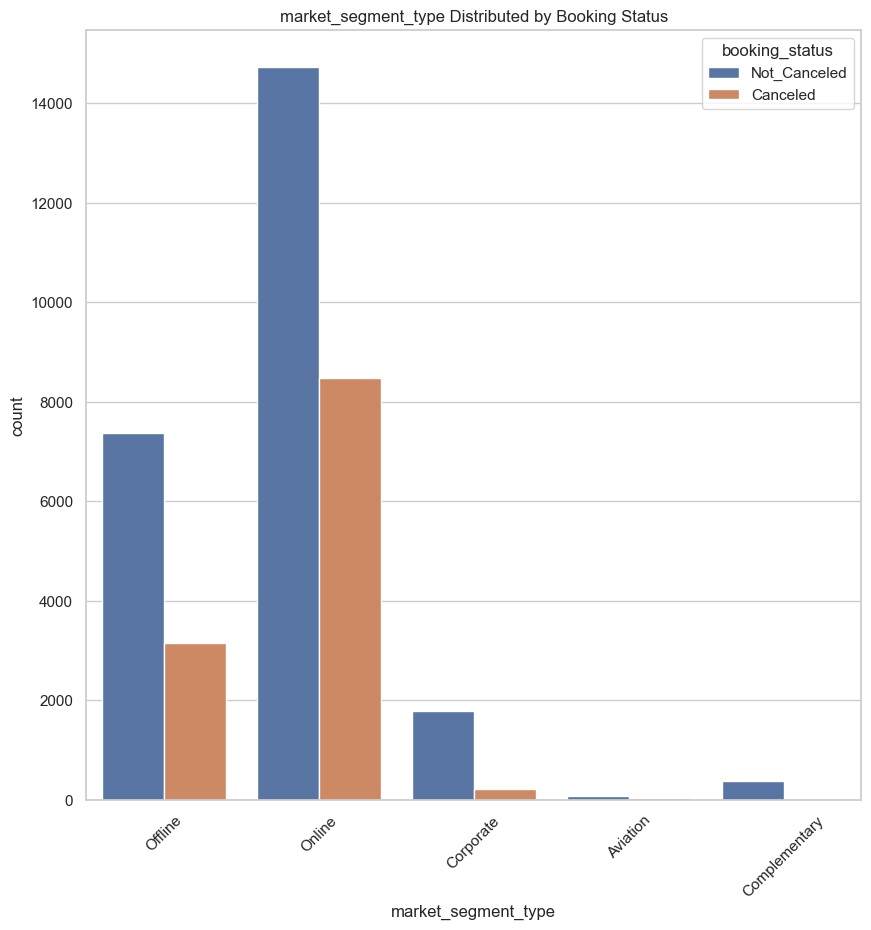 market_segment_type Distributed by Booking Status
booking_status
Not_Canceled
Canceled
count
14000
12000
10000
8000
6000
4000
2000
0
Offline
Online
Corporate
Aviation
Complementary
market_segment_type